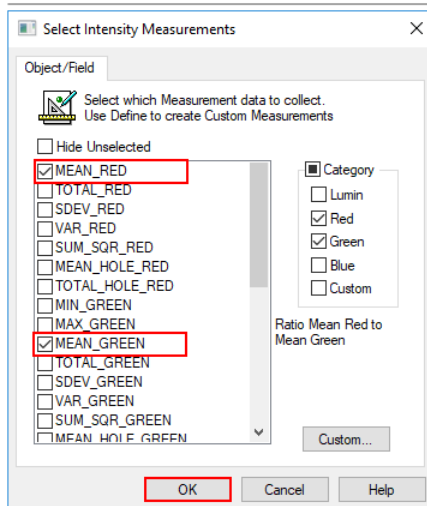 Select Intensity Measurements
Object/Field
Select which Measurement data to collect.
Use Define to create Custom Measurements
Hide Unselected
MEAN_RED
TOTAL_RED
SDEV_RED
VAR_RED
SUM_SQR_RED
MEAN_HOLE_RED
TOTAL_HOLE_RED
MIN_GREEN
MAX_GREEN
MEAN_GREEN
TOTAL_GREEN
SDEV_GREEN
VAR_GREEN
SUM_SQR_GREEN
MEAN_HOLE_GREEN
Category
Lumin
Red
Green
Blue
Custom
Ratio Mean Red to
Mean Green
Custom...
OK
Cancel
Help